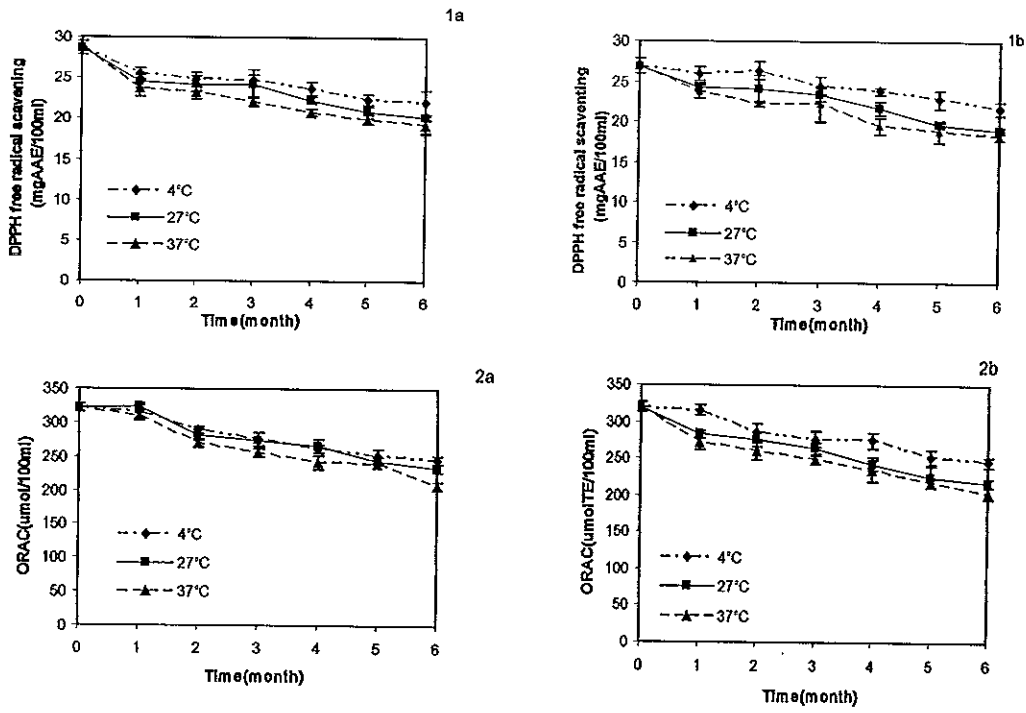 1a
DPPH free radical scavening
(mgAAE/100ml)
30
25
20
15
10
5
0
4°C
27°C
37°C
0 1 2 3 4 5 6
Time(month)
1b
DPPH free radical scaventing
(mgAAE/100ml)
30
25
20
15
10
5
0
4°C
27°C
37°C
0 1 2 3 4 5 6
Time(month)
2a
ORAC(umol/100ml)
350
300
250
200
150
100
50
0
4°C
27°C
37°C
0 1 2 3 4 5 6
Time(month)
2b
ORAC(umolTE/100ml)
350
300
250
200
150
100
50
0
4°C
27°C
37°C
0 1 2 3 4 5 6
Time(month)